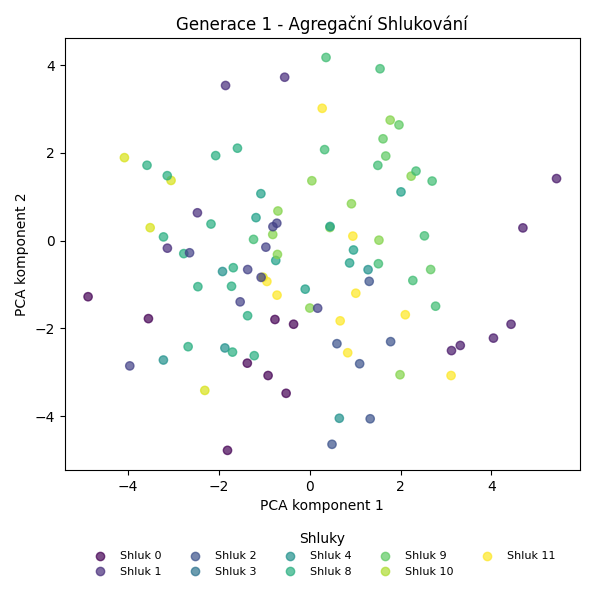 Generace 1 - Agregační Shlukování
PCA komponent 2
4
2
0
−2
−4
−4
−2
0
2
4
PCA komponent 1
Shluky
Shluk 0
Shluk 2
Shluk 4
Shluk 9
Shluk 11
Shluk 1
Shluk 3
Shluk 8
Shluk 10